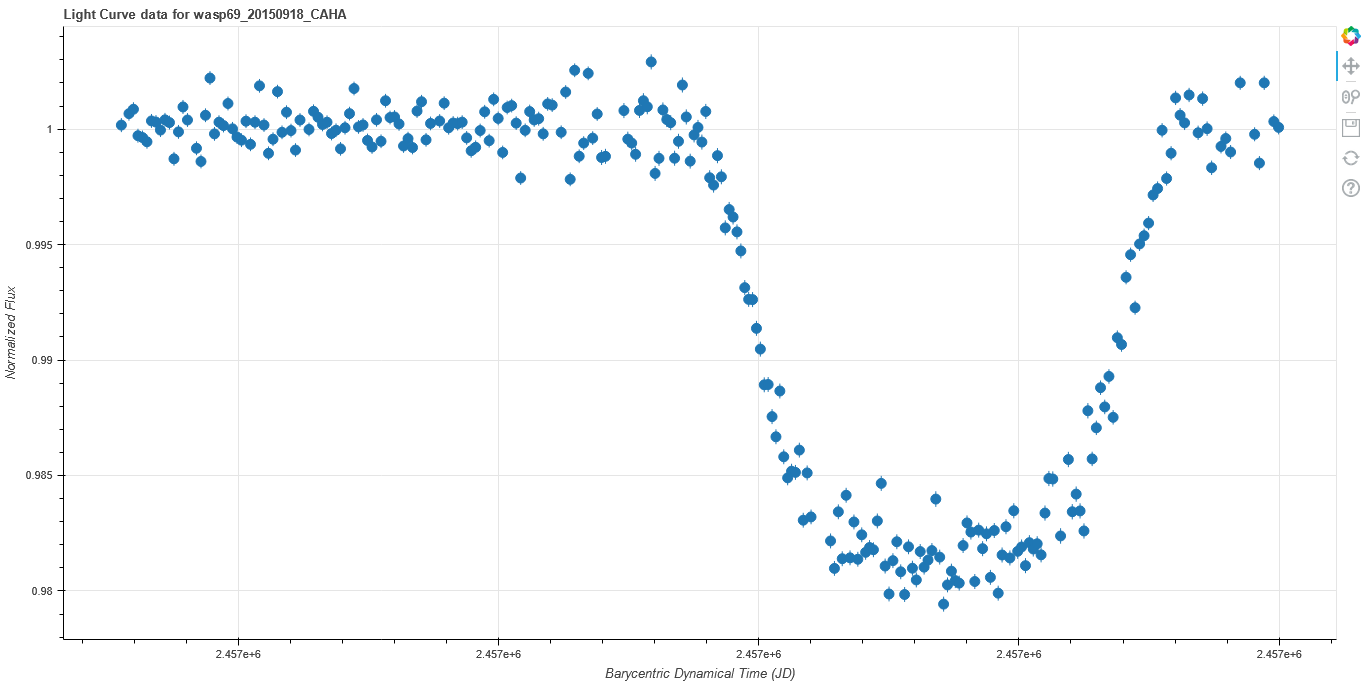 Light Curve data for wasp69_20150918_CAHA
Normalized Flux
1
0.995
0.99
0.985
0.98
2.457e+6
2.457e+6
2.457e+6
2.457e+6
2.457e+6
Barycentric Dynamical Time (JD)